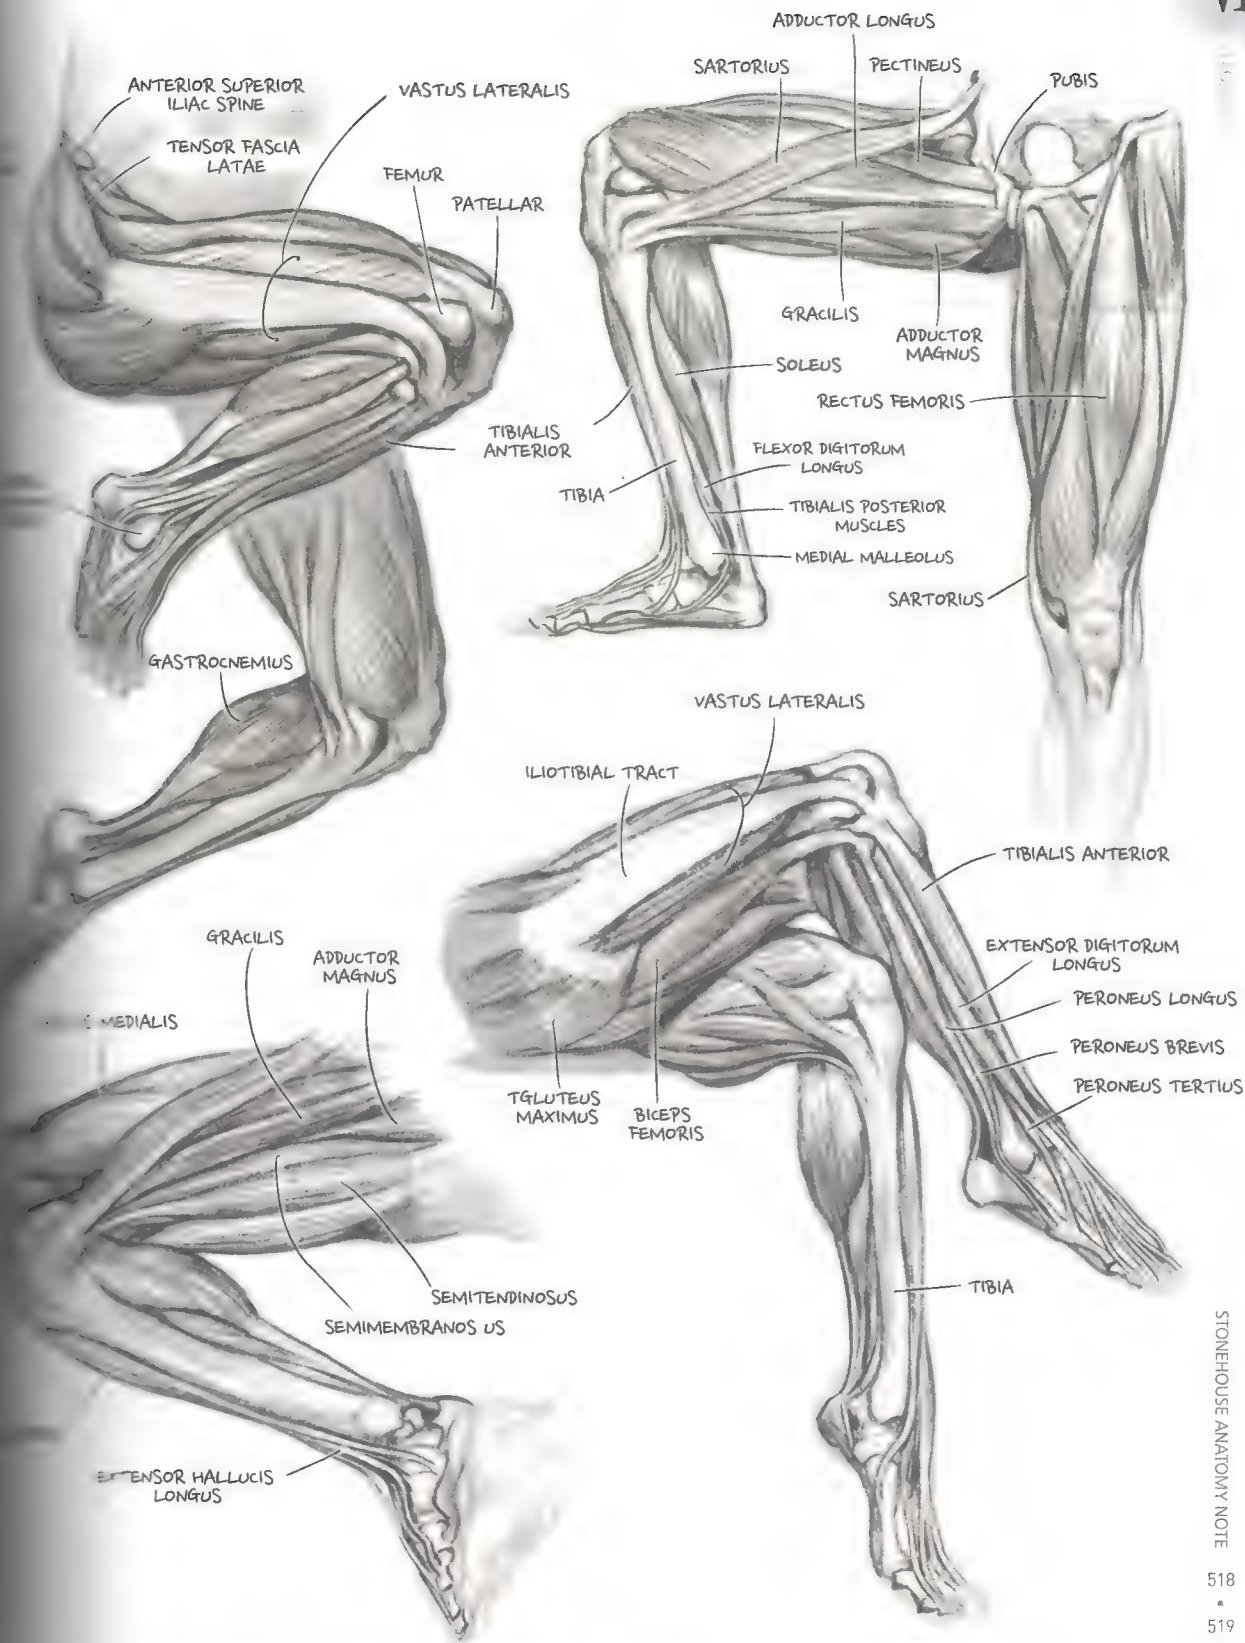 ADDUCTOR LONGUS
SARTORIUS
PECTINEUS
PUBIS
ANTERIOR SUPERIOR
ILIAC SPINE
VASTUS LATERALIS
TENSOR FASCIA
LATAE
FEMUR
PATELLAR
GRACILIS
ADDUCTOR
MAGNUS
SOLEUS
RECTUS FEMORIS
TIBIALIS
ANTERIOR
FLEXOR DIGITORUM
LONGUS
TIBIA
TIBIALIS POSTERIOR
MUSCLES
MEDIAL MALLEOLUS
SARTORIUS
GASTROCNEMIUS
VASTUS LATERALIS
ILIOTIBIAL TRACT
TIBIALIS ANTERIOR
GRACILIS
ADDUCTOR
MAGNUS
EXTENSOR DIGITORUM
LONGUS
PERONEUS LONGUS
MEDIALIS
PERONEUS BREVIS
PERONEUS TERTIUS
TGLUTEUS
MAXIMUS
BICEPS
FEMORIS
TIBIA
SEMITENDINOSUS
SEMIMEMBRANOS US
TENSOR HALLUCIS
LONGUS
STONEHOUSE ANATOMY NOTE
518
•
519